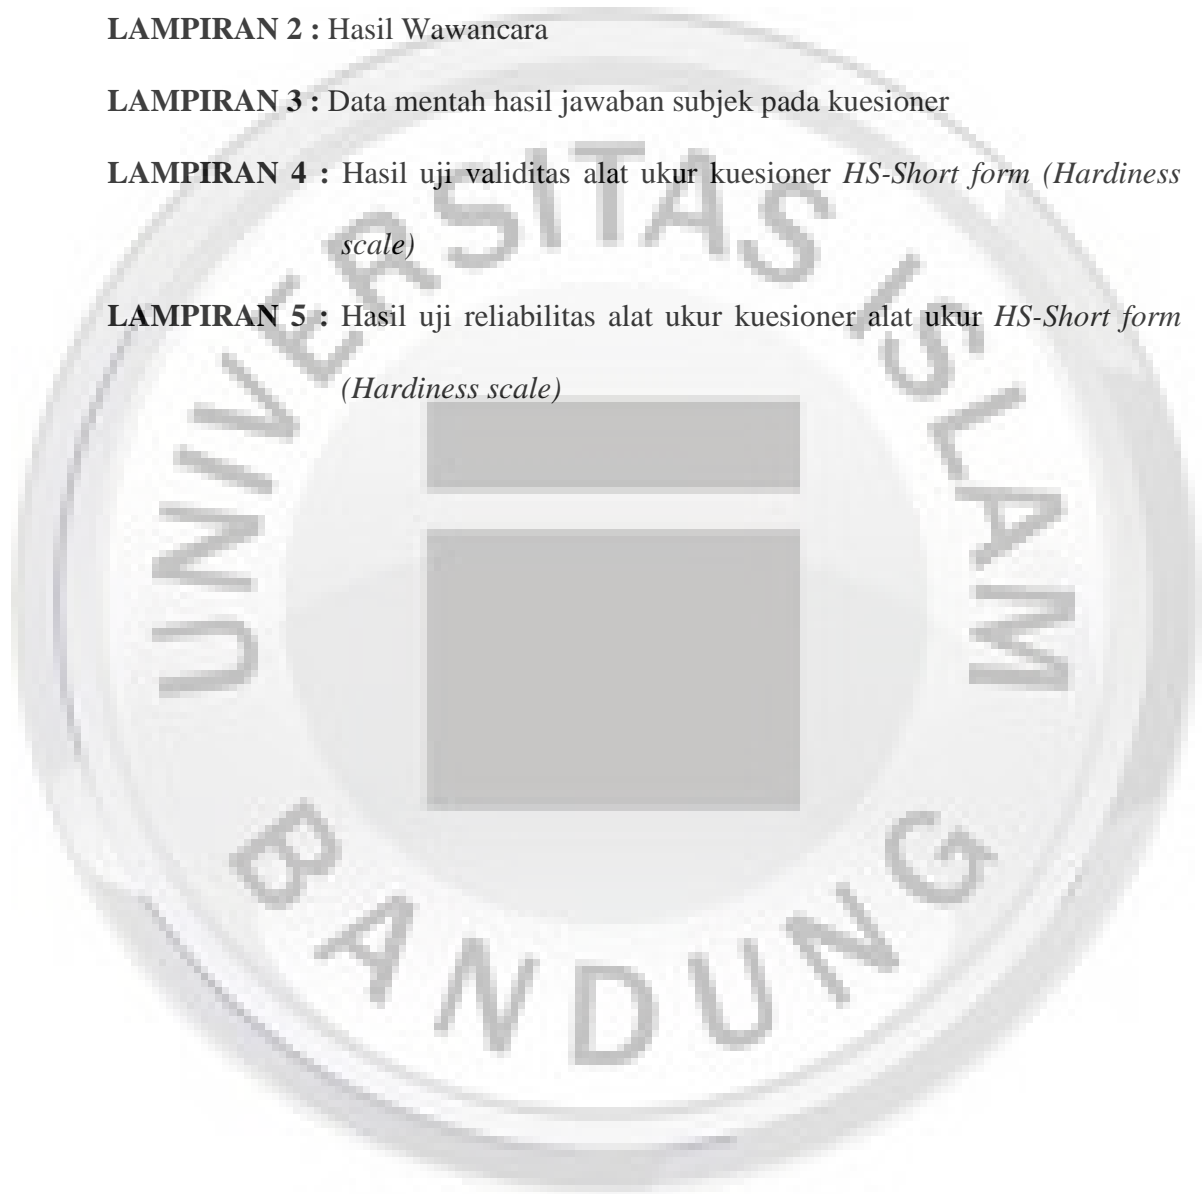 LAMPIRAN 2 : Hasil Wawancara
LAMPIRAN 3 : Data mentah hasil jawaban subjek pada kuesioner
LAMPIRAN 4 : Hasil uji validitas alat ukur kuesioner HS-Short form (Hardiness
scale)
LAMPIRAN 5 : Hasil uji reliabilitas alat ukur kuesioner alat ukur HS-Short form
(Hardiness scale)
UNIVERSITAS ISLAM
BANDUNG